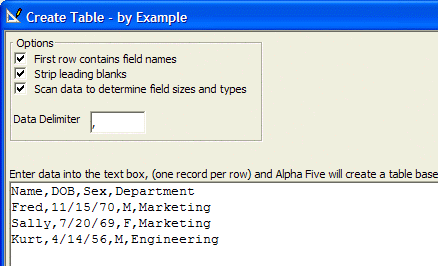 Create Table - by Example
Options
First row contains field names
Strip leading blanks
Scan data to determine field sizes and types
Data Delimiter ,
Enter data into the text box, (one record per row) and Alpha Five will create a table base
Name,DOB,Sex,Department
Fred,11/15/70,M,Marketing
Sally,7/20/69,F,Marketing
Kurt,4/14/56,M,Engineering